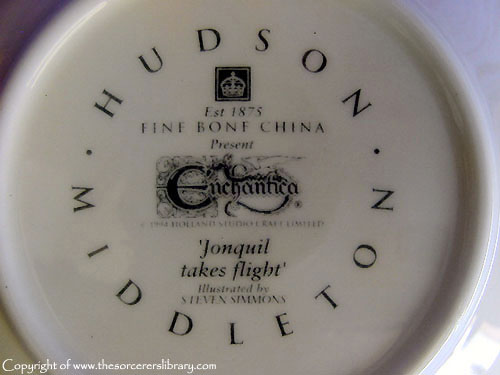 HUDSON
Est 1875
FINE BONE CHINA
Present
Enchantica
®
© 1994 HOLLAND STUDIO CRAFT LIMITED
'Jonquil
takes flight'
Illustrated by
STEVEN SIMMONS
· MIDDLETON ·
Copyright of www.thesorcererslibrary.com